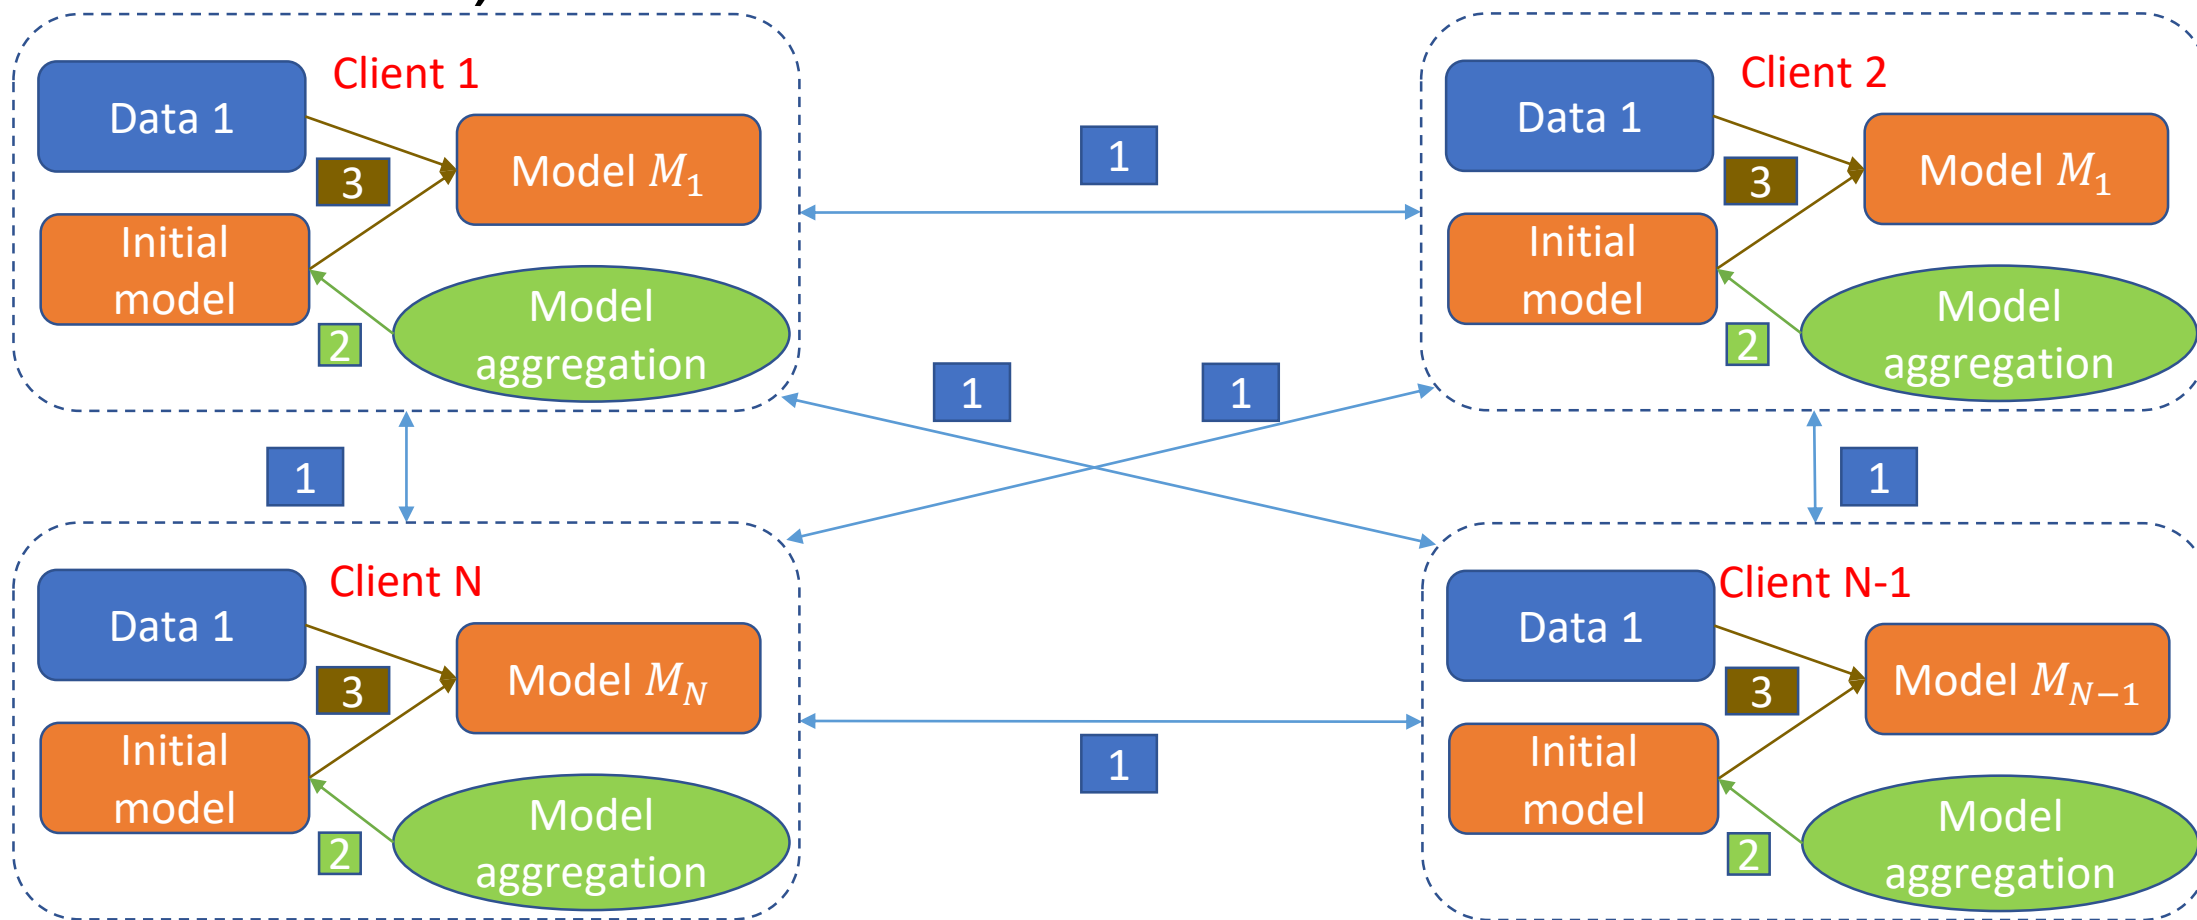 Client 1
Data 1
Model M₁
3
Initial
model
2
Model
aggregation
1
Client 2
Data 1
Model M₁
3
Initial
model
2
Model
aggregation
1
1
1
1
Client N
Data 1
Model M_N
3
Initial
model
2
Model
aggregation
1
Client N-1
Data 1
Model M_{N−1}
3
Initial
model
2
Model
aggregation